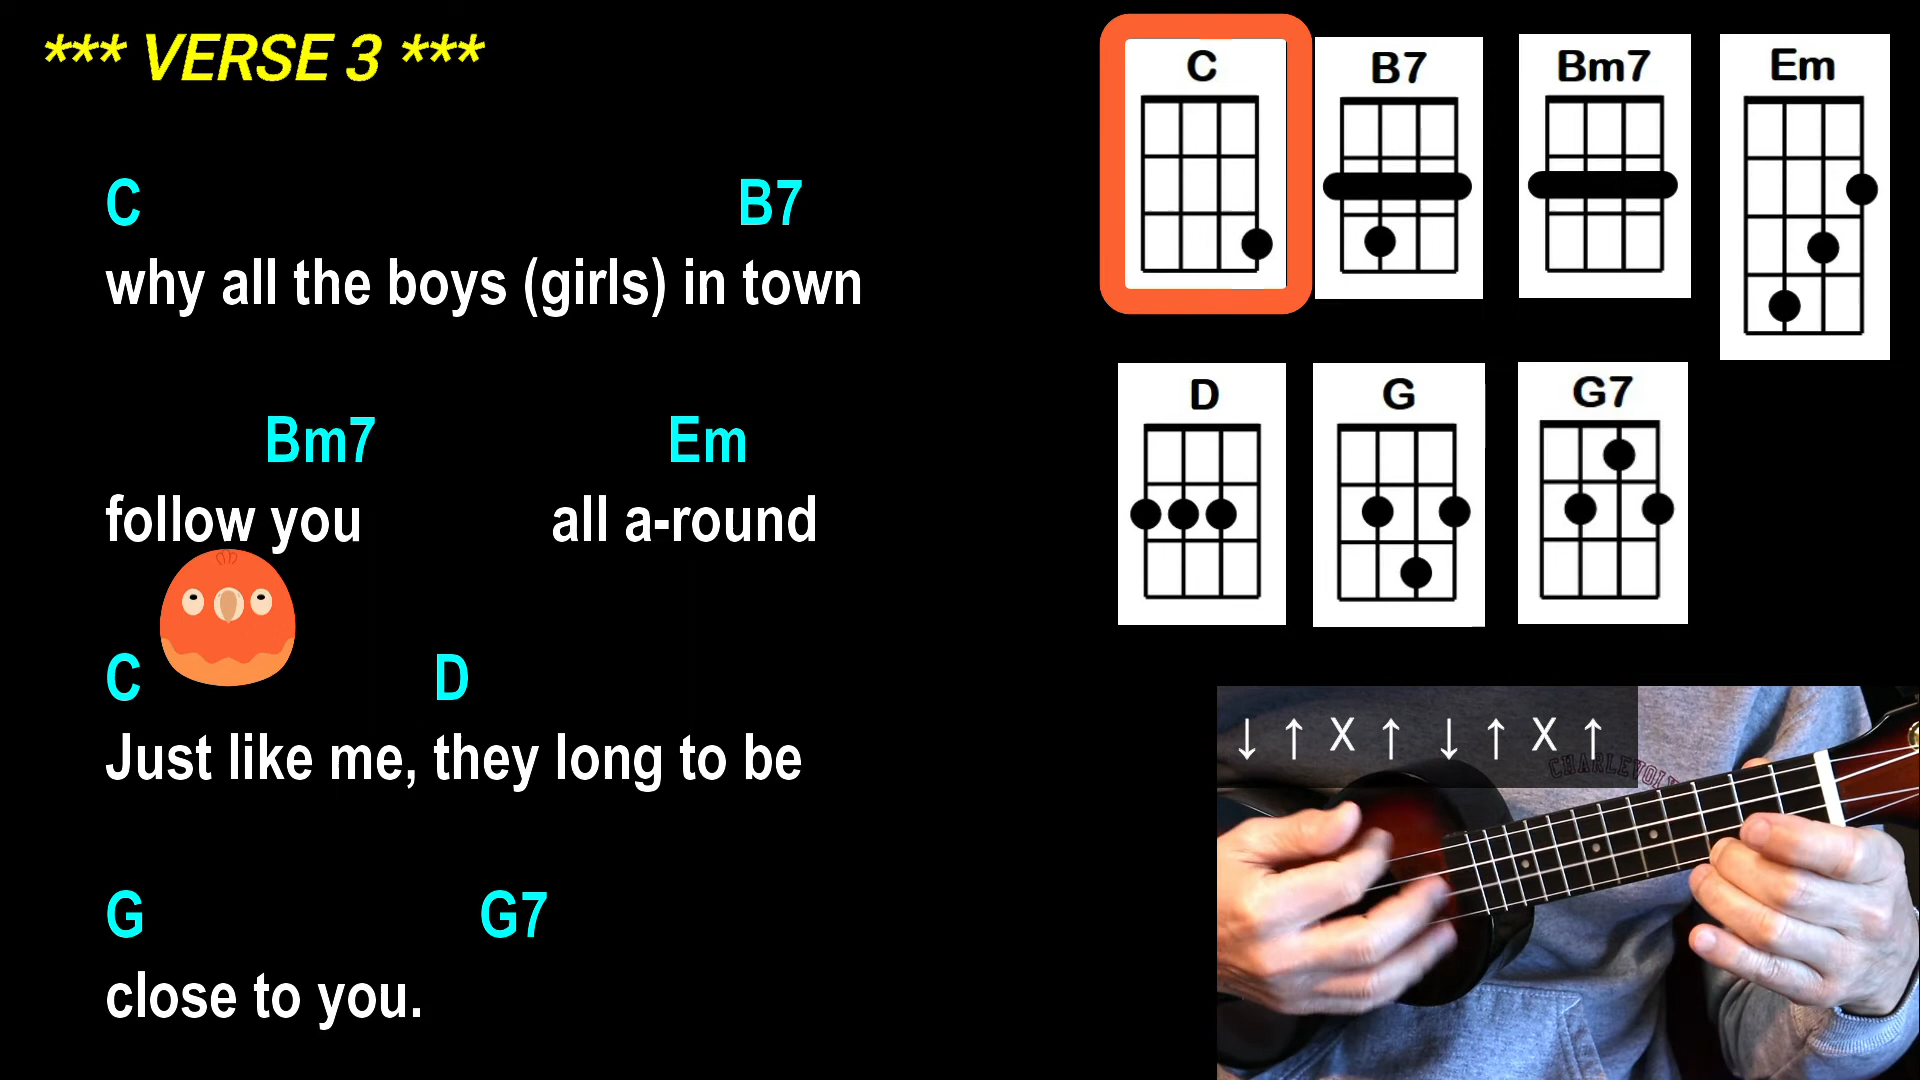 *** VERSE 3 ***
C B7
why all the boys (girls) in town
Bm7 Em
follow you all a-round
C D
Just like me, they long to be
G G7
close to you.
C B7 Bm7 Em
D G G7
↓ ↑ X ↑ ↓ ↑ X ↑